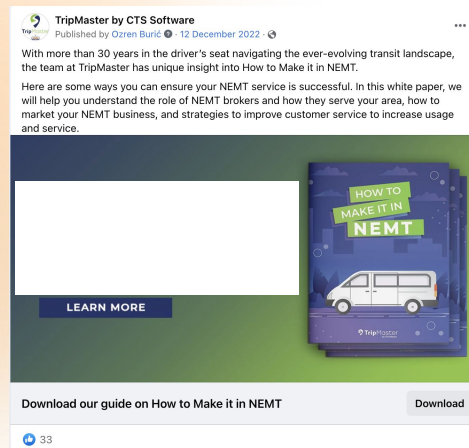 TripMaster by CTS Software
Published by Ozren Burić · 12 December 2022 ·
With more than 30 years in the driver's seat navigating the ever-evolving transit landscape,
the team at TripMaster has unique insight into How to Make it in NEMT.
Here are some ways you can ensure your NEMT service is successful. In this white paper, we
will help you understand the role of NEMT brokers and how they serve your area, how to
market your NEMT business, and strategies to improve customer service to increase usage
and service.
HOW TO
MAKE IT IN
NEMT
LEARN MORE
TripMaster
Download our guide on How to Make it in NEMT
Download
33